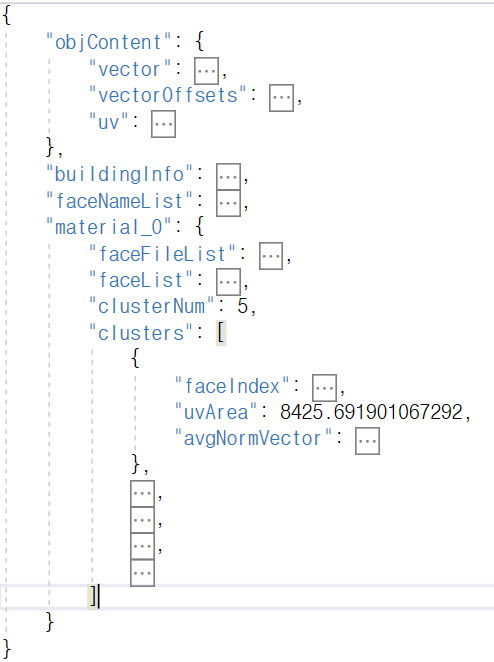 {
"objContent": {
"vector": ...,
"vectorOffsets": ...,
"uv": ...
},
"buildingInfo": ...,
"faceNameList": ...,
"material_0": {
"faceFileList": ...,
"faceList": ...,
"clusterNum": 5,
"clusters": [
{
"faceIndex": ...,
"uvArea": 8425.691901067292,
"avgNormVector": ...
},
...,
...,
...,
...
]
}
}